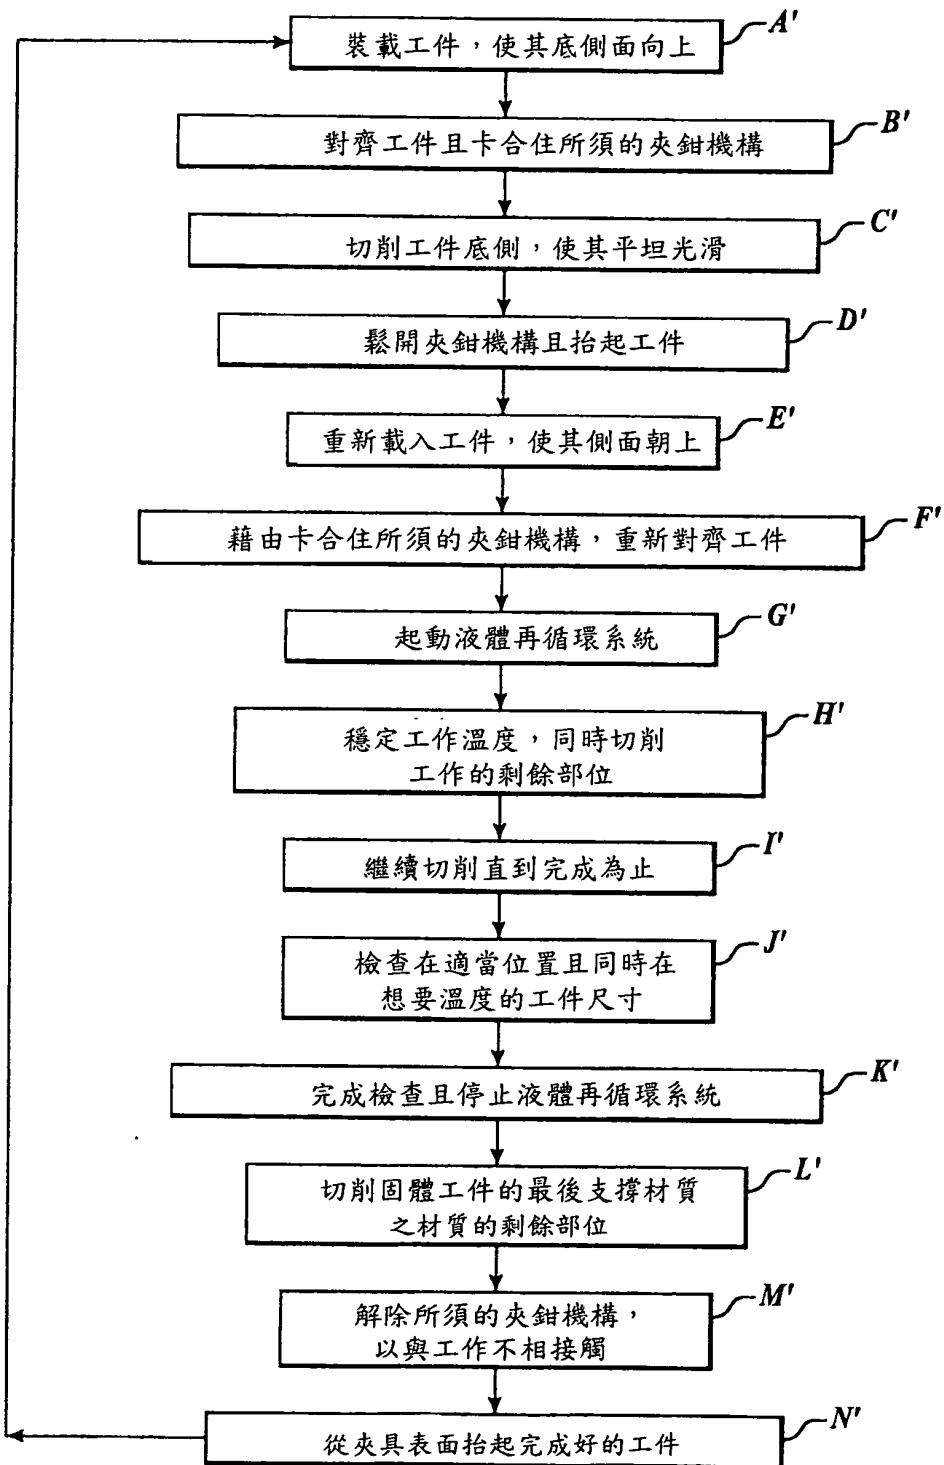 裝載工件，使其底側面向上
A'
對齊工件且卡合住所須的夾鉗機構
B'
切削工件底側，使其平坦光滑
C'
鬆開夾鉗機構且抬起工件
D'
重新載入工件，使其側面朝上
E'
藉由卡合住所須的夾鉗機構，重新對齊工件
F'
起動液體再循環系統
G'
穩定工作溫度，同時切削
工作的剩餘部位
H'
繼續切削直到完成為止
I'
檢查在適當位置且同時在
想要溫度的工件尺寸
J'
完成檢查且停止液體再循環系統
K'
切削固體工件的最後支撐材質
之材質的剩餘部位
L'
解除所須的夾鉗機構，
以與工作不相接觸
M'
從夾具表面抬起完成好的工件
N'